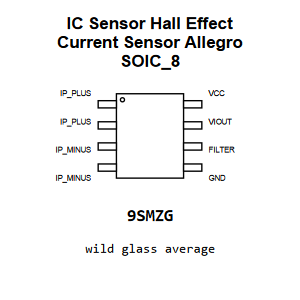 IC Sensor Hall Effect
Current Sensor Allegro
SOIC_8
IP_PLUS VCC
IP_PLUS VIOUT
IP_MINUS FILTER
IP_MINUS GND
9SMZG
wild glass average